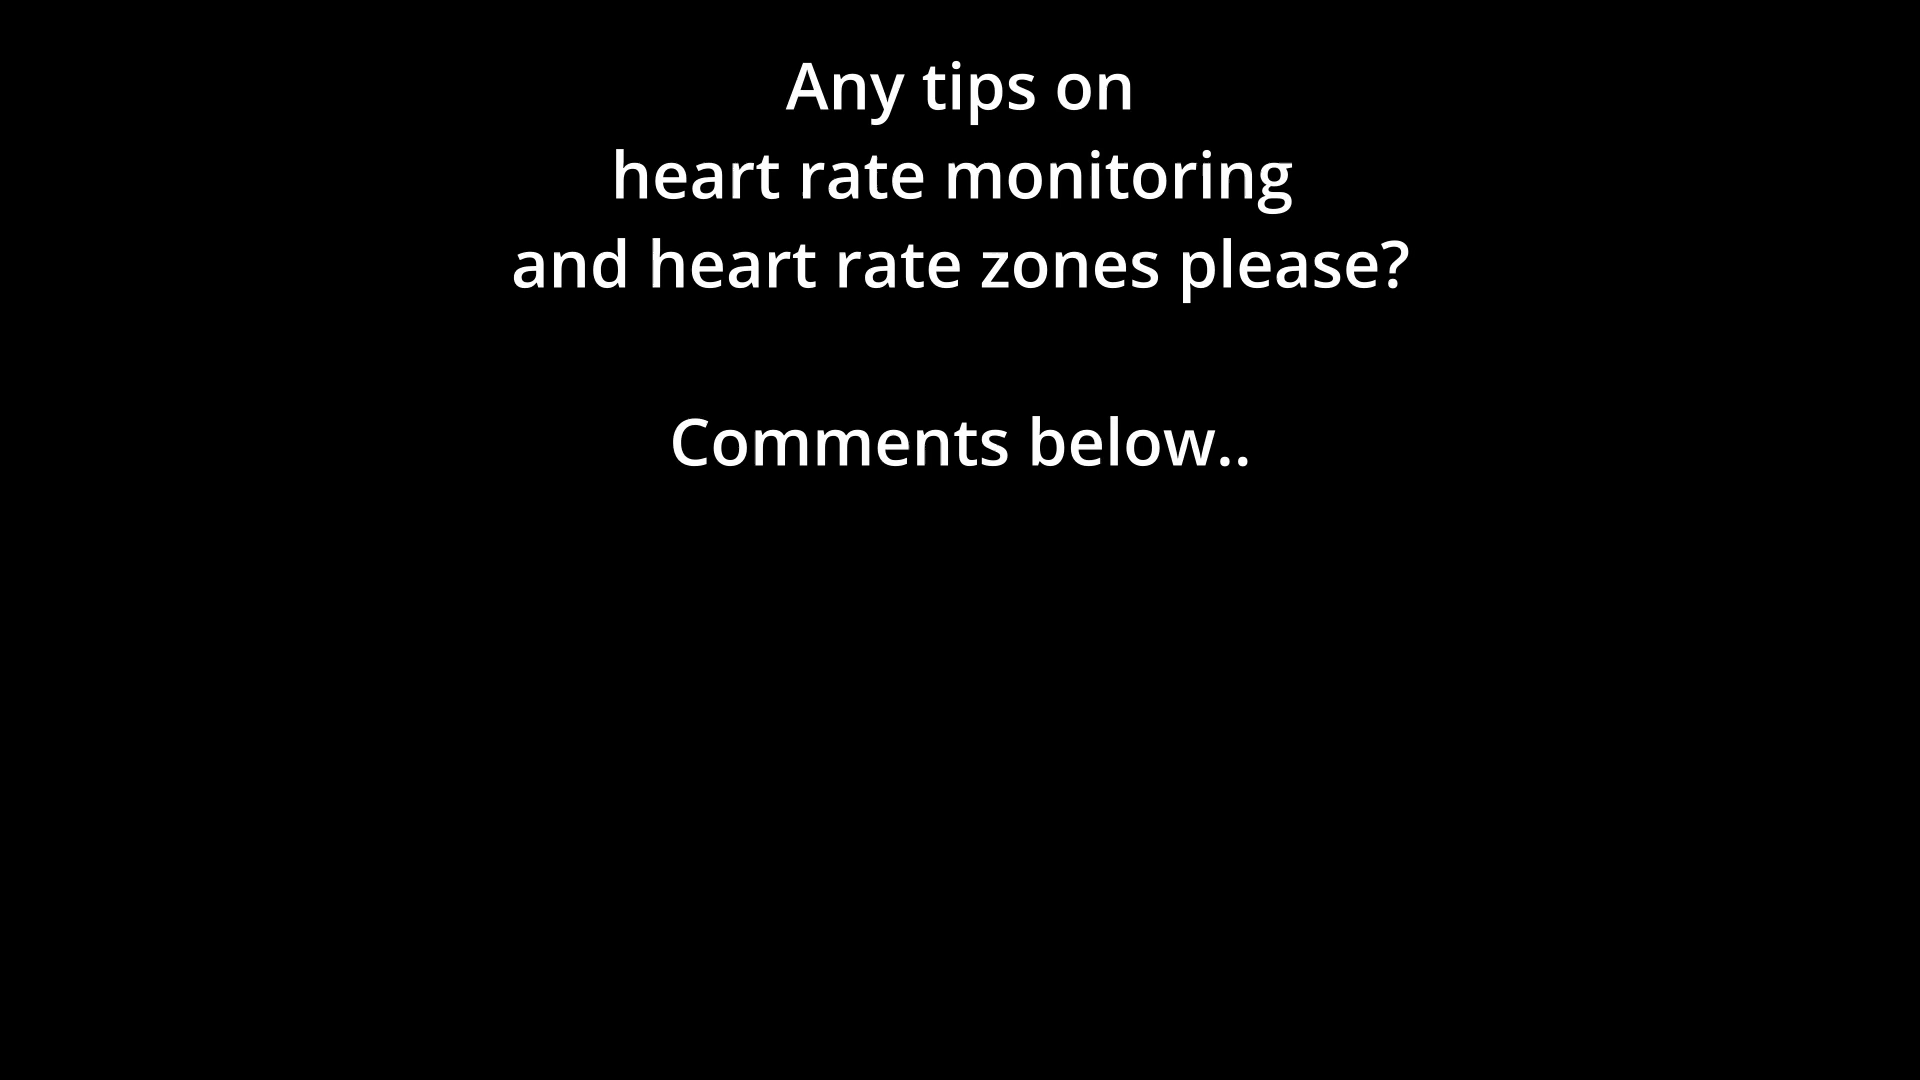 Any tips on
heart rate monitoring
and heart rate zones please?
Comments below..